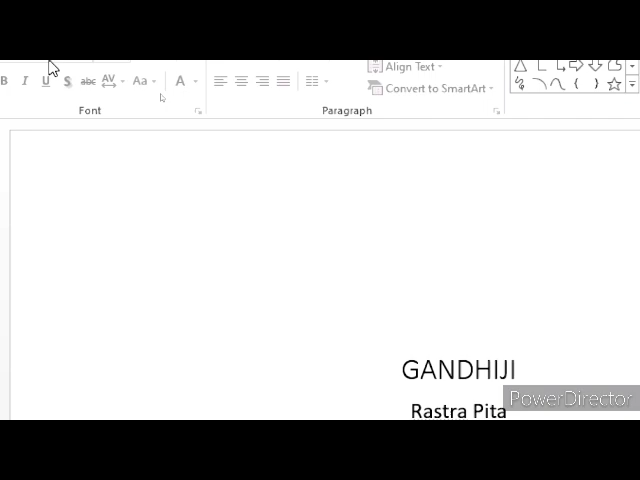 B I U S abc AV Aa A
Align Text
Convert to SmartArt
Font
Paragraph
GANDHIJI
PowerDirector
Rastra Pita